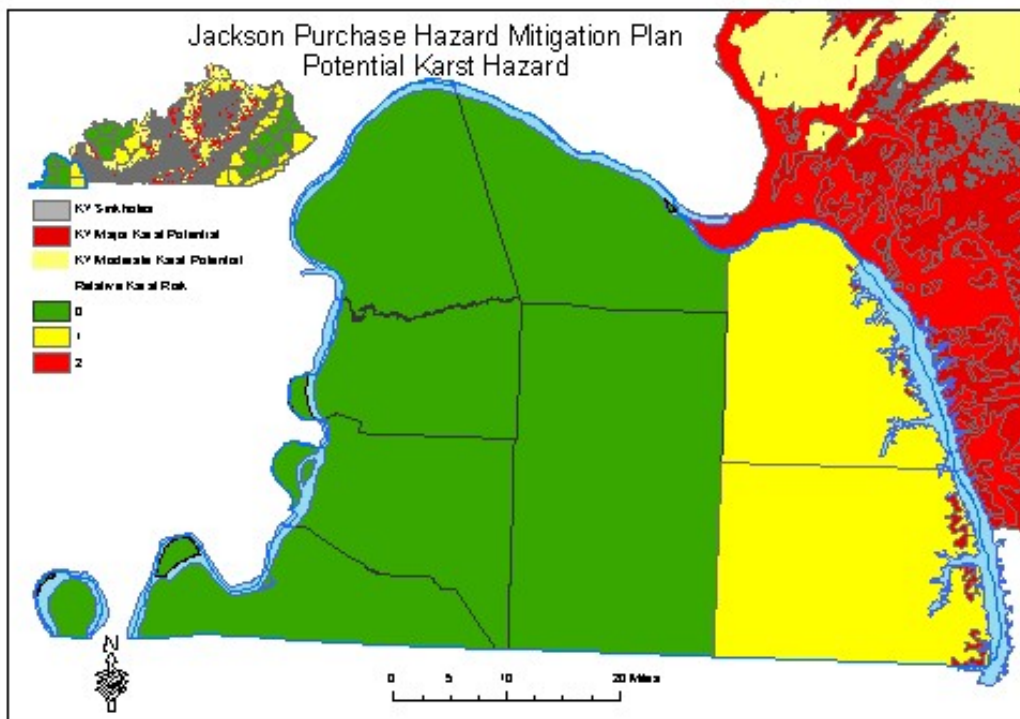 Jackson Purchase Hazard Mitigation Plan
Potential Karst Hazard
KY Sinkholes
KY Major Karst Potential
KY Moderate Karst Potential
Relative Karst Risk
0
1
2
N
0 5 10 20 Miles